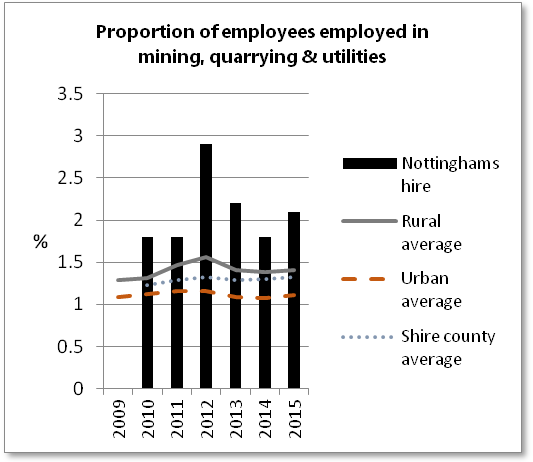 Proportion of employees employed in
mining, quarrying & utilities
3.5
3
2.5
2
1.5
1
0.5
0
%
2009
2010
2011
2012
2013
2014
2015
Nottinghams
hire
Rural
average
Urban
average
Shire county
average